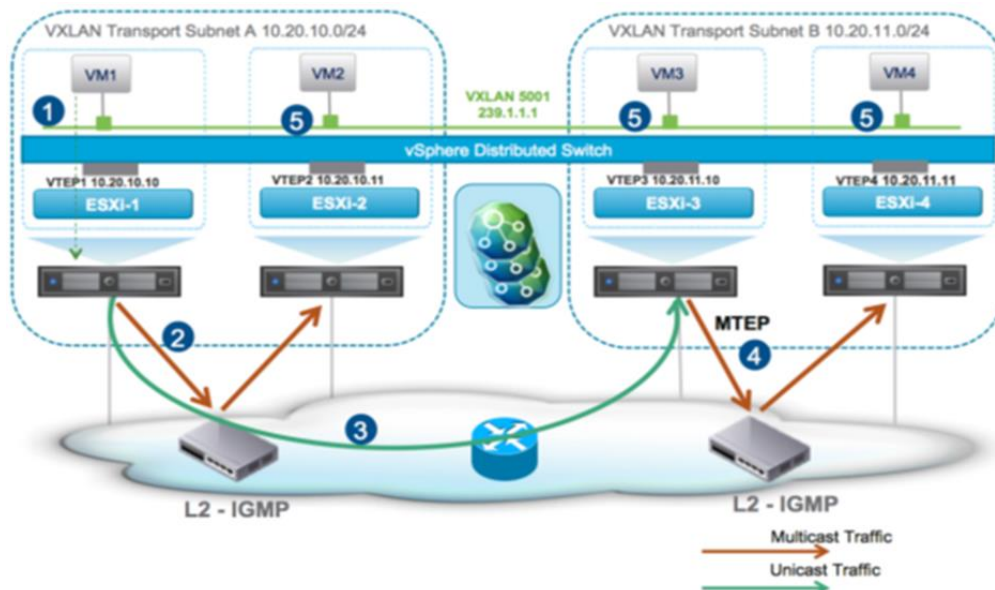 VXLAN Transport Subnet A 10.20.10.0/24
VXLAN Transport Subnet B 10.20.11.0/24
VM1
VM2
VM3
VM4
1
5
VXLAN 5001
239.1.1.1
5
5
vSphere Distributed Switch
VTEP1 10.20.10.10
VTEP2 10.20.10.11
VTEP3 10.20.11.10
VTEP4 10.20.11.11
ESXi-1
ESXi-2
ESXi-3
ESXi-4
2
MTEP
4
3
L2 - IGMP
L2 - IGMP
Multicast Traffic
Unicast Traffic